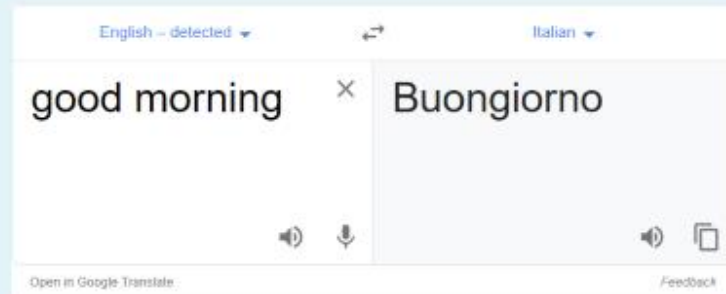 English – detected
Italian
good morning
Buongiorno
Open in Google Translate
Feedback